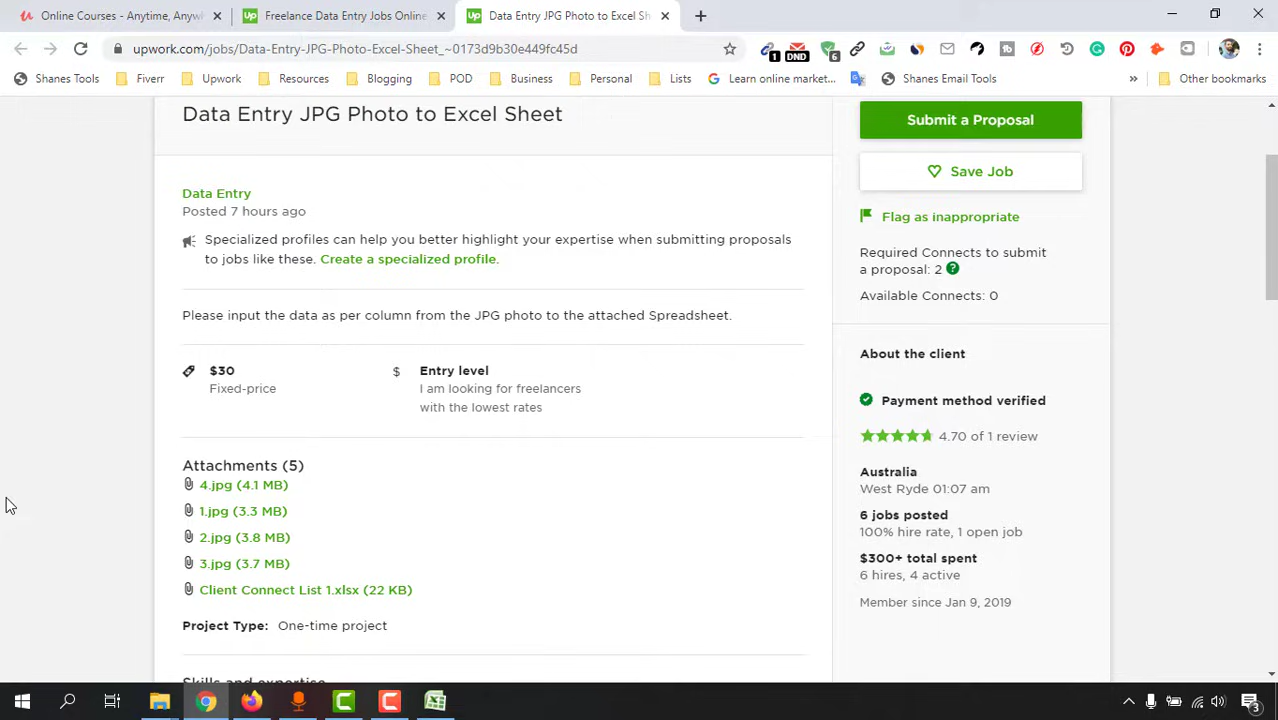 Online Courses - Anytime, Anyw
Freelance Data Entry Jobs Online
Data Entry JPG Photo to Excel Sh
upwork.com/jobs/Data-Entry-JPG-Photo-Excel-Sheet_~0173d9b30e449fc45d
1
DND
6
Shanes Tools
Fiverr
Upwork
Resources
Blogging
POD
Business
Personal
Lists
Learn online market...
Shanes Email Tools
»
Other bookmarks
Data Entry JPG Photo to Excel Sheet
Data Entry
Posted 7 hours ago
Specialized profiles can help you better highlight your expertise when submitting proposals
to jobs like these. Create a specialized profile.
Please input the data as per column from the JPG photo to the attached Spreadsheet.
$30
Fixed-price
$
Entry level
I am looking for freelancers
with the lowest rates
Attachments (5)
4.jpg (4.1 MB)
1.jpg (3.3 MB)
2.jpg (3.8 MB)
3.jpg (3.7 MB)
Client Connect List 1.xlsx (22 KB)
Project Type: One-time project
Skills and expertise
Submit a Proposal
Save Job
Flag as inappropriate
Required Connects to submit
a proposal: 2 ?
Available Connects: 0
About the client
Payment method verified
4.70 of 1 review
Australia
West Ryde 01:07 am
6 jobs posted
100% hire rate, 1 open job
$300+ total spent
6 hires, 4 active
Member since Jan 9, 2019
3